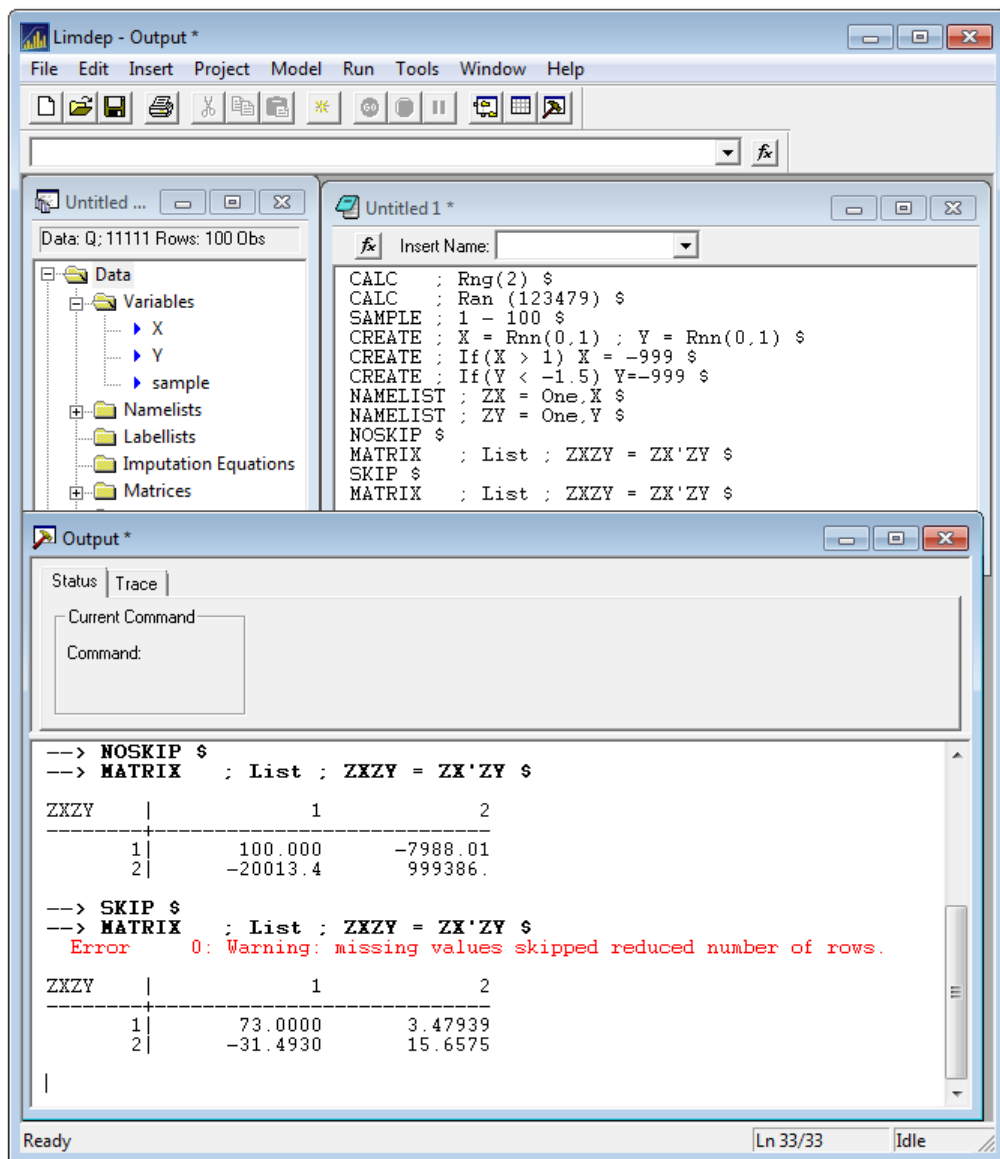 Limdep - Output *
File Edit Insert Project Model Run Tools Window Help
GO
fx
Untitled ...
Data: Q; 11111 Rows: 100 Obs
Data
Variables
X
Y
sample
Namelists
Labellists
Imputation Equations
Matrices
Untitled 1 *
fx Insert Name:
CALC ; Rng(2) $
CALC ; Ran (123479) $
SAMPLE ; 1 - 100 $
CREATE ; X = Rnn(0,1) ; Y = Rnn(0,1) $
CREATE ; If(X > 1) X = -999 $
CREATE ; If(Y < -1.5) Y=-999 $
NAMELIST ; ZX = One,X $
NAMELIST ; ZY = One,Y $
NOSKIP $
MATRIX ; List ; ZXZY = ZX'ZY $
SKIP $
MATRIX ; List ; ZXZY = ZX'ZY $
Output *
Status Trace
Current Command
Command:
--> NOSKIP $
--> MATRIX ; List ; ZXZY = ZX'ZY $
ZXZY | 1 2
--------+----------------------------
1| 100.000 -7988.01
2| -20013.4 999386.
--> SKIP $
--> MATRIX ; List ; ZXZY = ZX'ZY $
Error 0: Warning: missing values skipped reduced number of rows.
ZXZY | 1 2
--------+----------------------------
1| 73.0000 3.47939
2| -31.4930 15.6575
Ready Ln 33/33 Idle